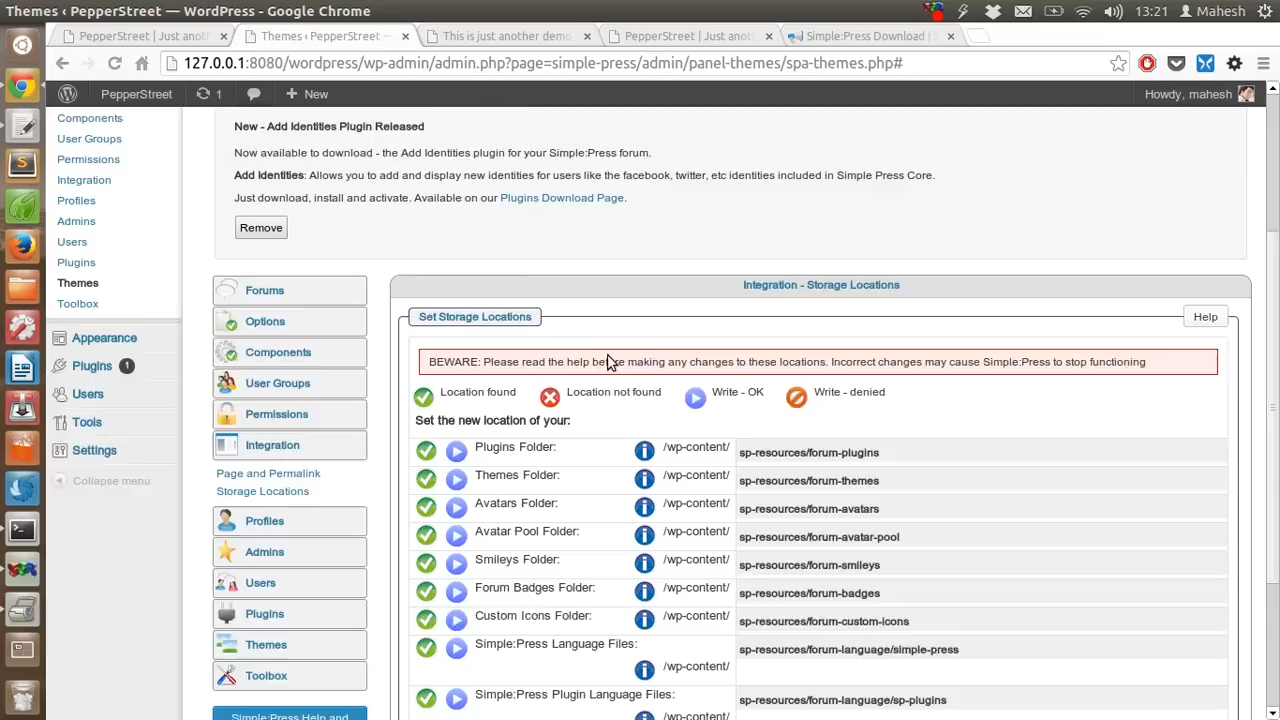 Themes ‹ PepperStreet — WordPress - Google Chrome
13:21 Mahesh
PepperStreet | Just anot
Themes ‹ PepperStreet —
This is just another demo
PepperStreet | Just anot
Simple:Press Download |
127.0.0.1:8080/wordpress/wp-admin/admin.php?page=simple-press/admin/panel-themes/spa-themes.php#
PepperStreet 1 New
Howdy, mahesh
Components
User Groups
Permissions
Integration
Profiles
Admins
Users
Plugins
Themes
Toolbox
Appearance
Plugins 1
Users
Tools
Settings
Collapse menu
New - Add Identities Plugin Released
Now available to download - the Add Identities plugin for your Simple:Press forum.
Add Identities: Allows you to add and display new identities for users like the facebook, twitter, etc identities included in Simple Press Core.
Just download, install and activate. Available on our Plugins Download Page.
Remove
Forums
Options
Components
User Groups
Permissions
Integration
Page and Permalink
Storage Locations
Profiles
Admins
Users
Plugins
Themes
Toolbox
Simple:Press Help and
Integration - Storage Locations
Set Storage Locations
Help
BEWARE: Please read the help before making any changes to these locations. Incorrect changes may cause Simple:Press to stop functioning
Location found Location not found Write - OK Write - denied
Set the new location of your:
Plugins Folder: /wp-content/ sp-resources/forum-plugins
Themes Folder: /wp-content/ sp-resources/forum-themes
Avatars Folder: /wp-content/ sp-resources/forum-avatars
Avatar Pool Folder: /wp-content/ sp-resources/forum-avatar-pool
Smileys Folder: /wp-content/ sp-resources/forum-smileys
Forum Badges Folder: /wp-content/ sp-resources/forum-badges
Custom Icons Folder: /wp-content/ sp-resources/forum-custom-icons
Simple:Press Language Files: sp-resources/forum-language/simple-press
/wp-content/
Simple:Press Plugin Language Files: sp-resources/forum-language/sp-plugins
/wp-content/